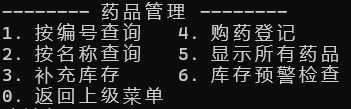 -------- 药品管理 --------
1. 按编号查询  4. 购药登记
2. 按名称查询  5. 显示所有药品
3. 补充库存   6. 库存预警检查
0. 返回上级菜单